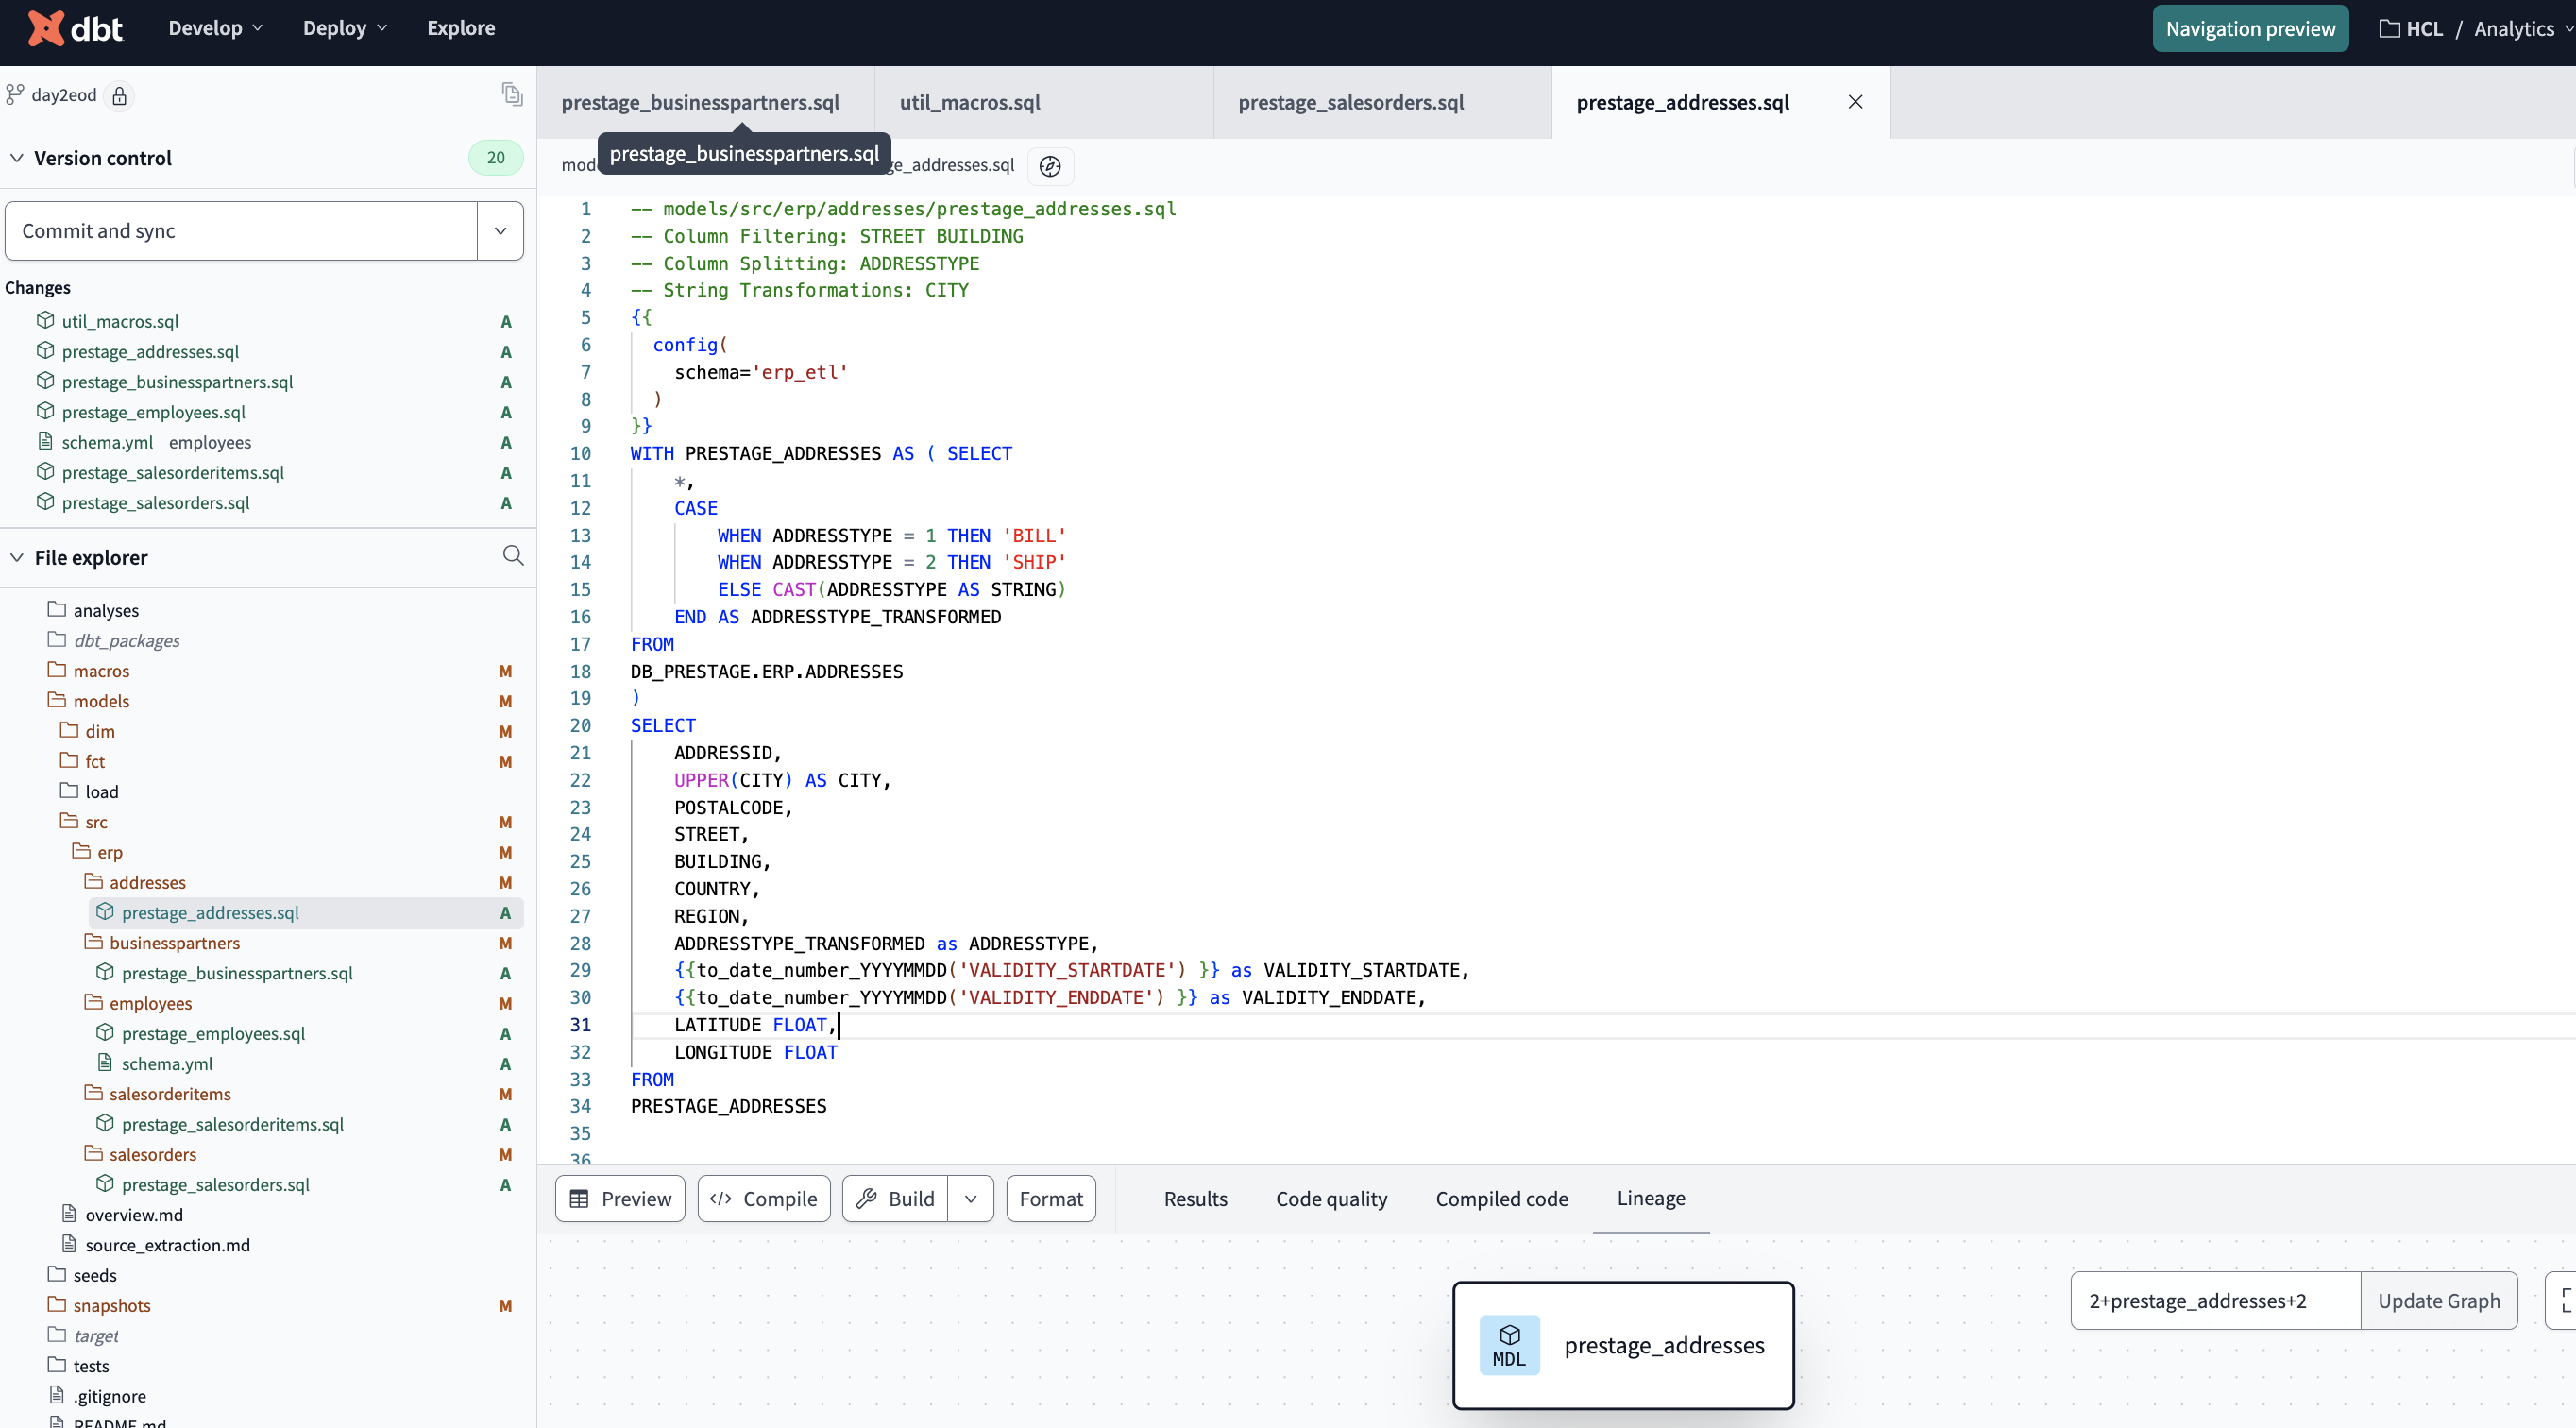 dbt
Develop
Deploy
Explore
Navigation preview
HCL / Analytics
day2eod
Version control
20
Commit and sync
Changes
util_macros.sql A
prestage_addresses.sql A
prestage_businesspartners.sql A
prestage_employees.sql A
schema.yml employees A
prestage_salesorderitems.sql A
prestage_salesorders.sql A
File explorer
analyses
dbt_packages
macros M
models M
dim M
fct M
load
src M
erp M
addresses M
prestage_addresses.sql A
businesspartners M
prestage_businesspartners.sql A
employees M
prestage_employees.sql A
schema.yml A
salesorderitems M
prestage_salesorderitems.sql A
salesorders M
prestage_salesorders.sql A
overview.md
source_extraction.md
seeds
snapshots M
target
tests
.gitignore
README.md
prestage_businesspartners.sql
util_macros.sql
prestage_salesorders.sql
prestage_addresses.sql
prestage_businesspartners.sql
mod ge_addresses.sql
1 -- models/src/erp/addresses/prestage_addresses.sql
2 -- Column Filtering: STREET BUILDING
3 -- Column Splitting: ADDRESSTYPE
4 -- String Transformations: CITY
5 {{
6 config(
7 schema='erp_etl'
8 )
9 }}
10 WITH PRESTAGE_ADDRESSES AS ( SELECT
11 *,
12 CASE
13 WHEN ADDRESSTYPE = 1 THEN 'BILL'
14 WHEN ADDRESSTYPE = 2 THEN 'SHIP'
15 ELSE CAST(ADDRESSTYPE AS STRING)
16 END AS ADDRESSTYPE_TRANSFORMED
17 FROM
18 DB_PRESTAGE.ERP.ADDRESSES
19 )
20 SELECT
21 ADDRESSID,
22 UPPER(CITY) AS CITY,
23 POSTALCODE,
24 STREET,
25 BUILDING,
26 COUNTRY,
27 REGION,
28 ADDRESSTYPE_TRANSFORMED as ADDRESSTYPE,
29 {{to_date_number_YYYYMMDD('VALIDITY_STARTDATE') }} as VALIDITY_STARTDATE,
30 {{to_date_number_YYYYMMDD('VALIDITY_ENDDATE') }} as VALIDITY_ENDDATE,
31 LATITUDE FLOAT,
32 LONGITUDE FLOAT
33 FROM
34 PRESTAGE_ADDRESSES
35
36
Preview
</> Compile
Build
Format
Results
Code quality
Compiled code
Lineage
MDL
prestage_addresses
2+prestage_addresses+2
Update Graph